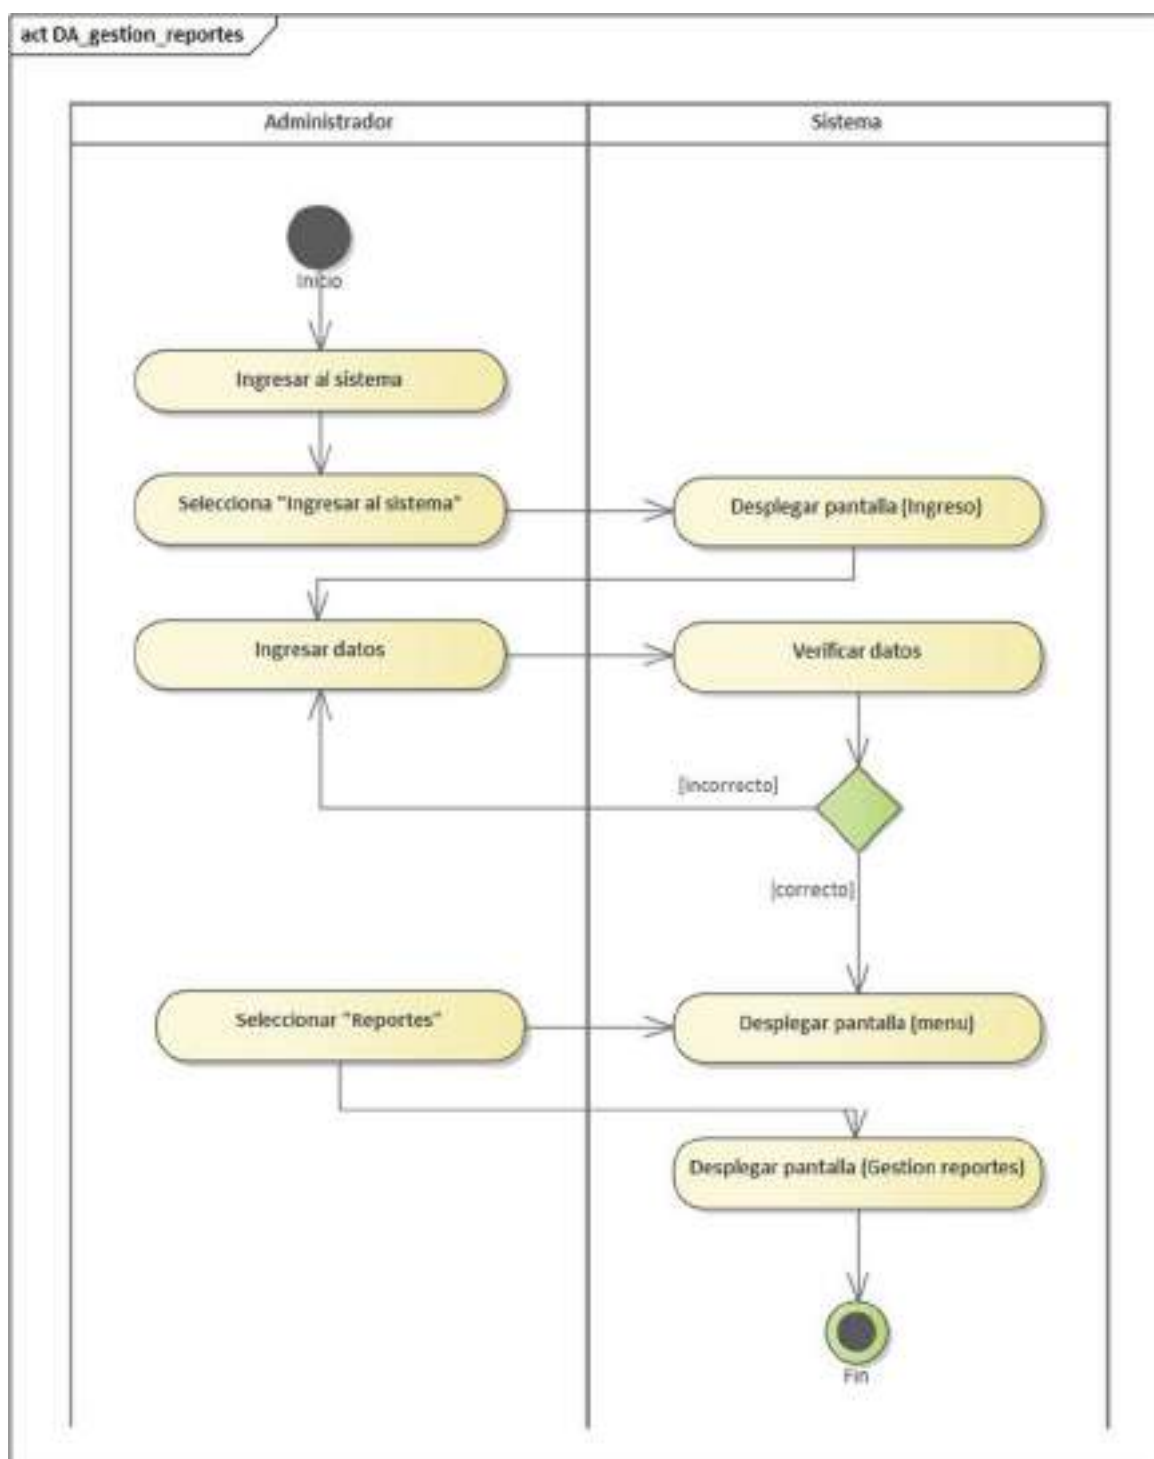 act DA_gestion_reportes
Administrador
Sistema
Inicio
Ingresar al sistema
Selecciona "Ingresar al sistema"
Desplegar pantalla (Ingreso)
Ingresar datos
Verificar datos
[incorrecto]
[correcto]
Seleccionar "Reportes"
Desplegar pantalla (menu)
Desplegar pantalla (Gestion reportes)
Fin